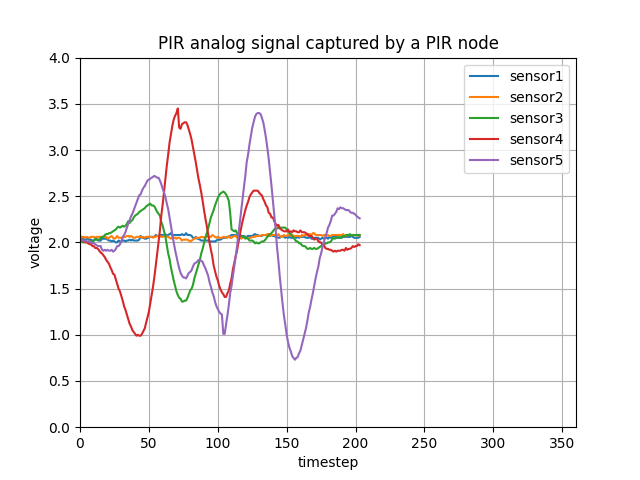 PIR analog signal captured by a PIR node
sensor1
sensor2
sensor3
sensor4
sensor5
voltage
4.0
3.5
3.0
2.5
2.0
1.5
1.0
0.5
0.0
0 50 100 150 200 250 300 350
timestep